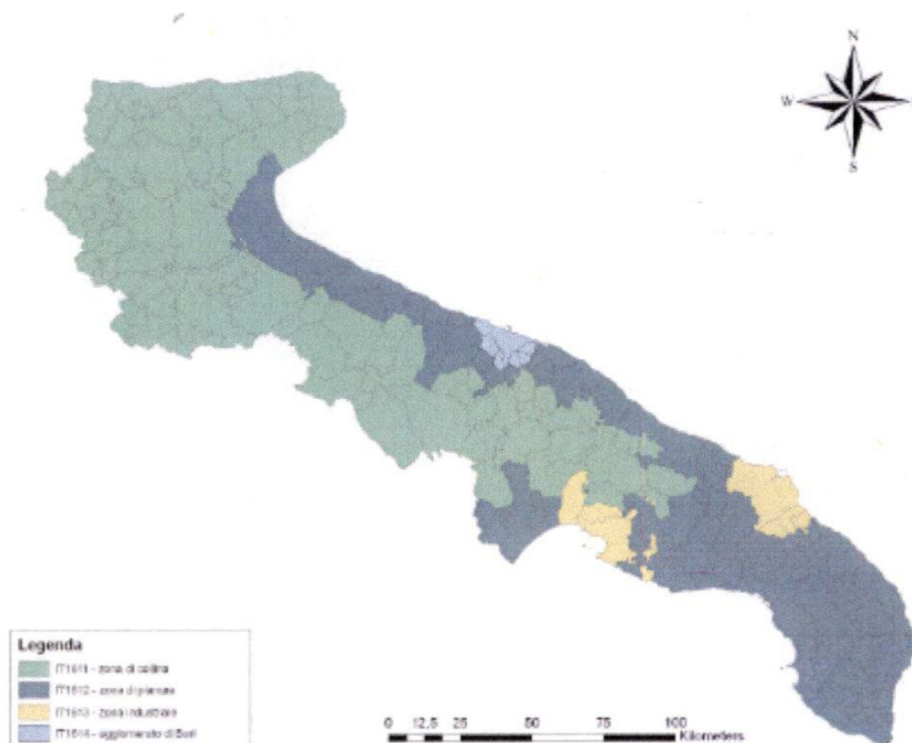 N
W
S
Legenda
IT1611 - zona di collina
IT1612 - zona di pianura
IT1613 - zona industriale
IT1614 - agglomerato di Bari
0 12,5 25 50 75 100
Kilometers